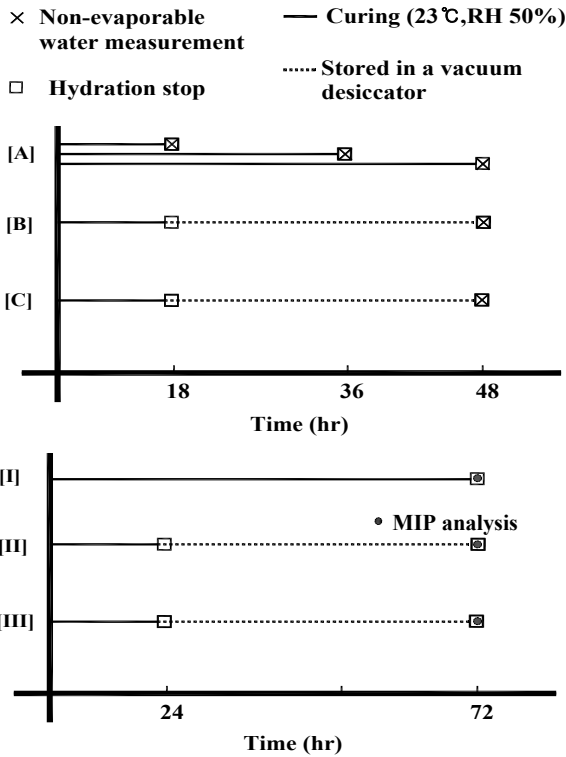 Non-evaporable
water measurement
Curing (23℃,RH 50%)
Hydration stop
Stored in a vacuum
desiccator
[A]
[B]
[C]
18 36 48
Time (hr)
[I]
MIP analysis
[II]
[III]
24 72
Time (hr)